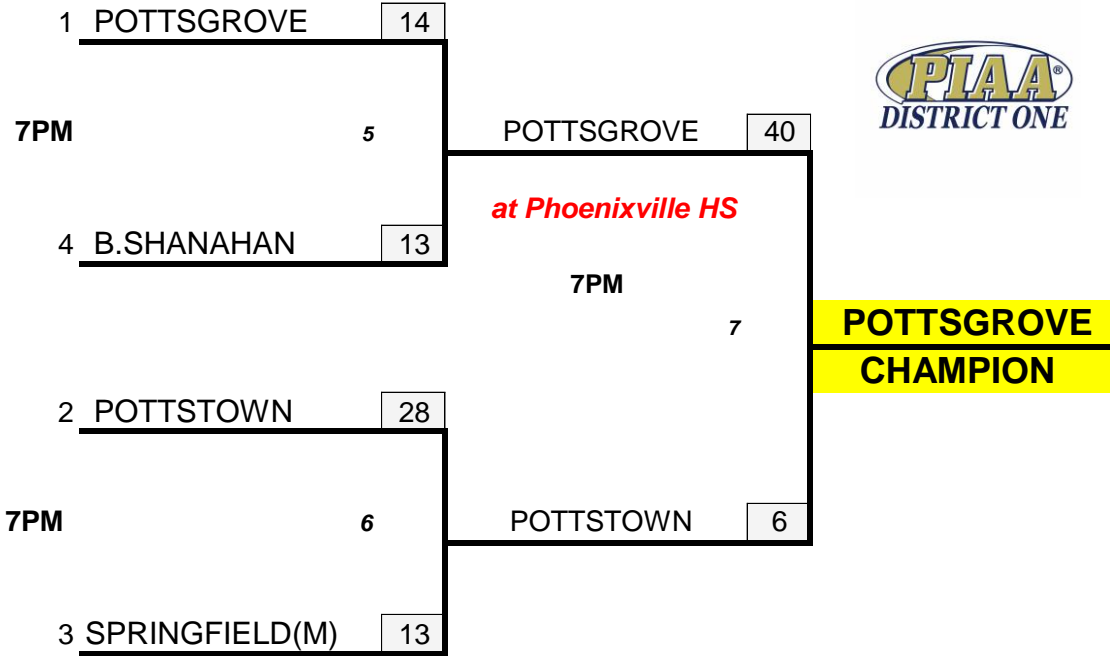 1 POTTSGROVE 14
PIAA®
DISTRICT ONE
7PM 5 POTTSGROVE 40
at Phoenixville HS
4 B.SHANAHAN 13
7PM
7
POTTSGROVE
CHAMPION
2 POTTSTOWN 28
7PM 6 POTTSTOWN 6
3 SPRINGFIELD(M) 13